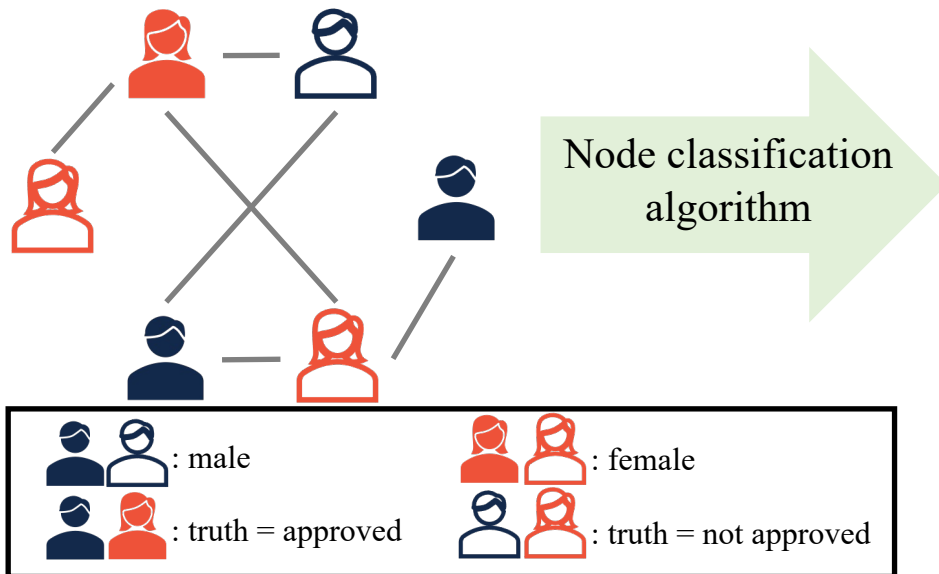 Node classification
algorithm
: male
: female
: truth = approved
: truth = not approved